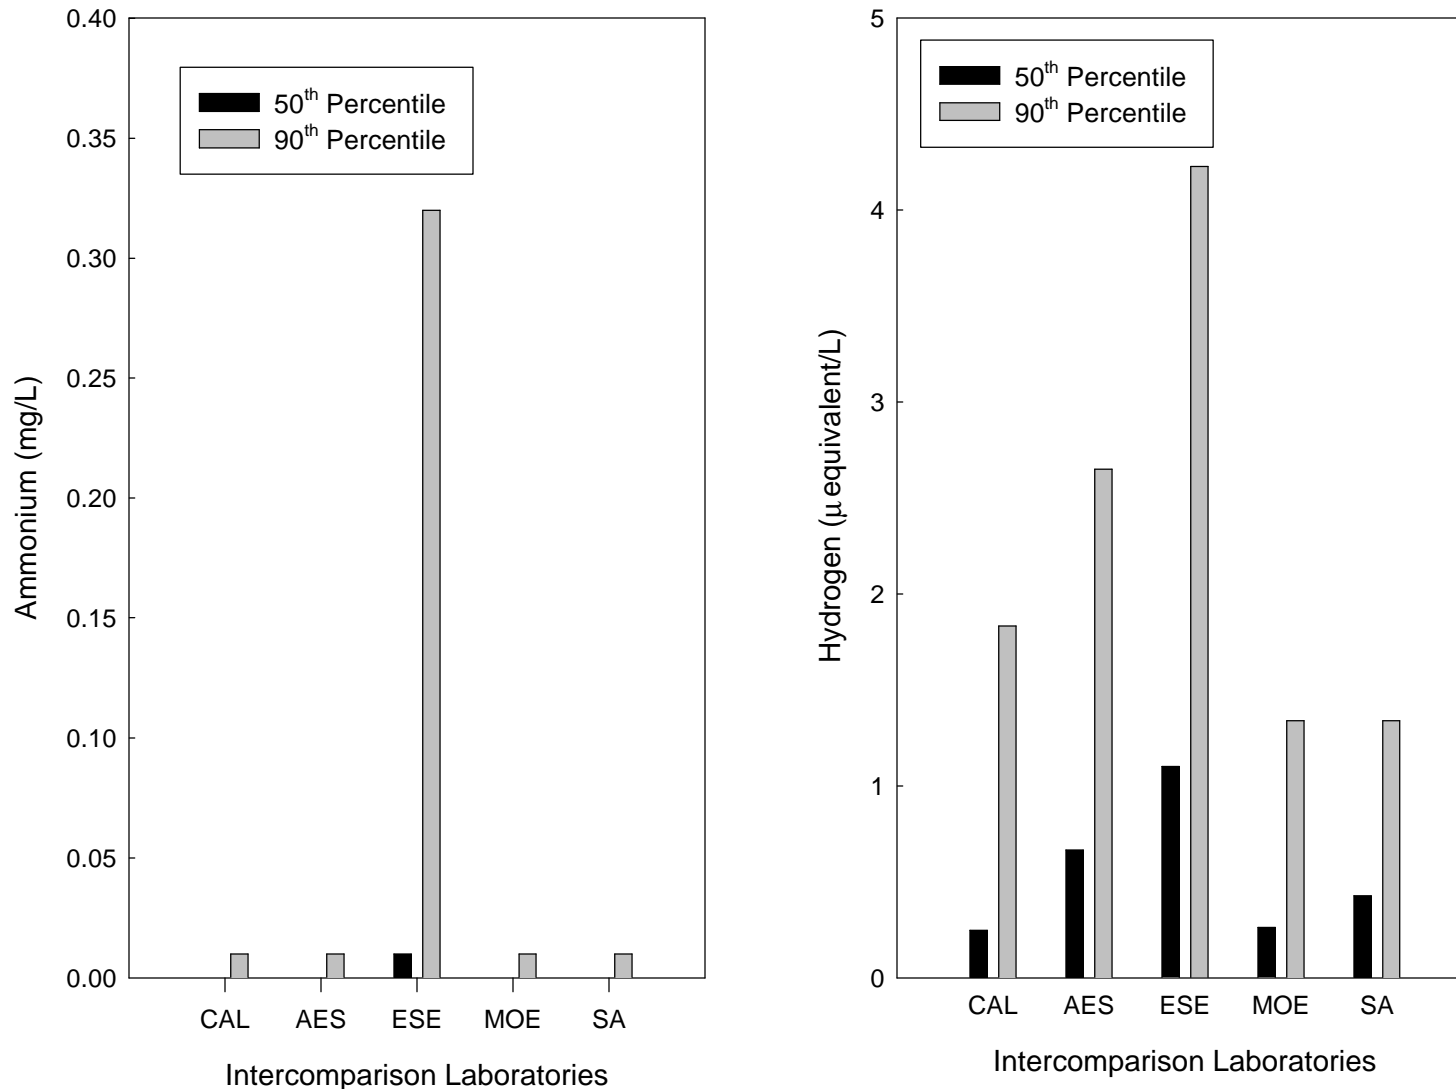 0.40
0.35
0.30
0.25
0.20
0.15
0.10
0.05
0.00
Ammonium (mg/L)
50th Percentile
90th Percentile
CAL AES ESE MOE SA
Intercomparison Laboratories
5
4
3
2
1
0
Hydrogen (μ equivalent/L)
50th Percentile
90th Percentile
CAL AES ESE MOE SA
Intercomparison Laboratories